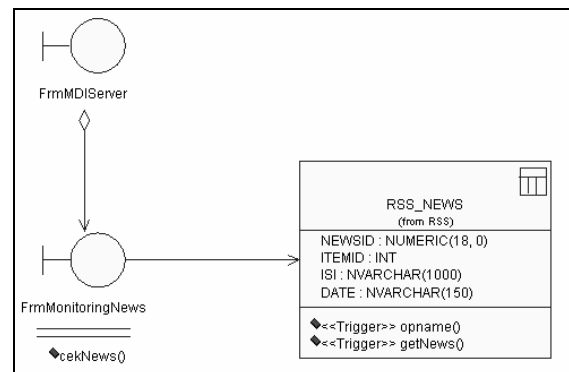 FrmMDIServer
RSS_NEWS
(from RSS)
NEWSID : NUMERIC(18, 0)
ITEMID : INT
ISI : NVARCHAR(1000)
DATE : NVARCHAR(150)
<<Trigger>> opname()
<<Trigger>> getNews()
FrmMonitoringNews
cekNews()